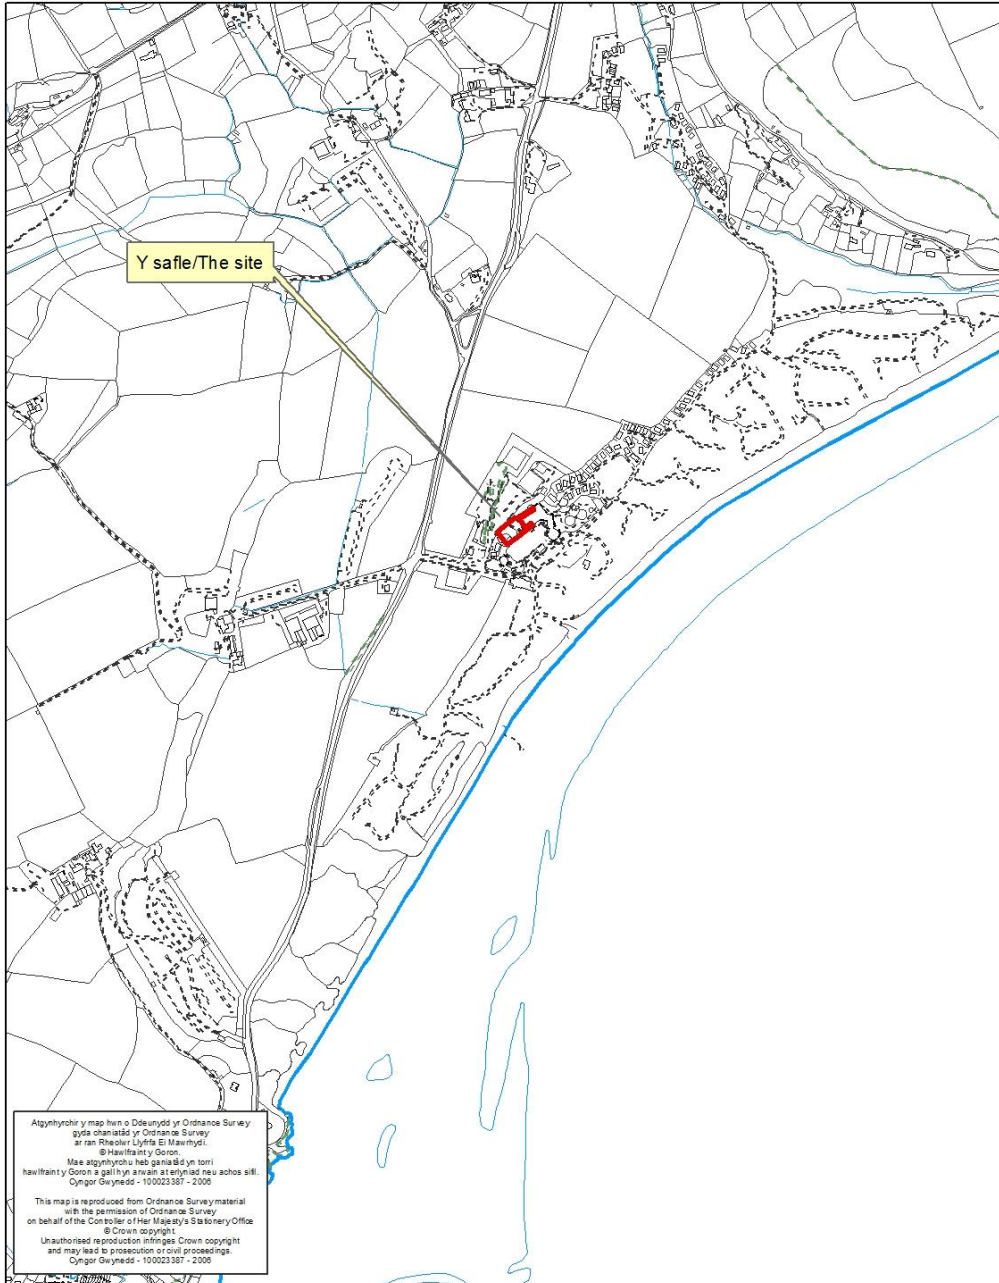 Y safle/The site
Atgynhyrchir y map hwn o Ddeunydd yr Ordnance Survey
gyda chaniatâd yr Ordnance Survey
ar ran Rheolwr Llyfrfa Ei Mawrhydi.
© Hawlfraint y Goron.
Mae atgynhyrchu heb ganiatâd yn torri
hawlfraint y Goron a gall hyn arwain at erlyniad neu achos sifil.
Cyngor Gwynedd - 100023387 - 2006
This map is reproduced from Ordnance Survey material
with the permission of Ordnance Survey
on behalf of the Controller of Her Majesty's Stationery Office
© Crown copyright.
Unauthorised reproduction infringes Crown copyright
and may lead to prosecution or civil proceedings.
Cyngor Gwynedd - 100023387 - 2006